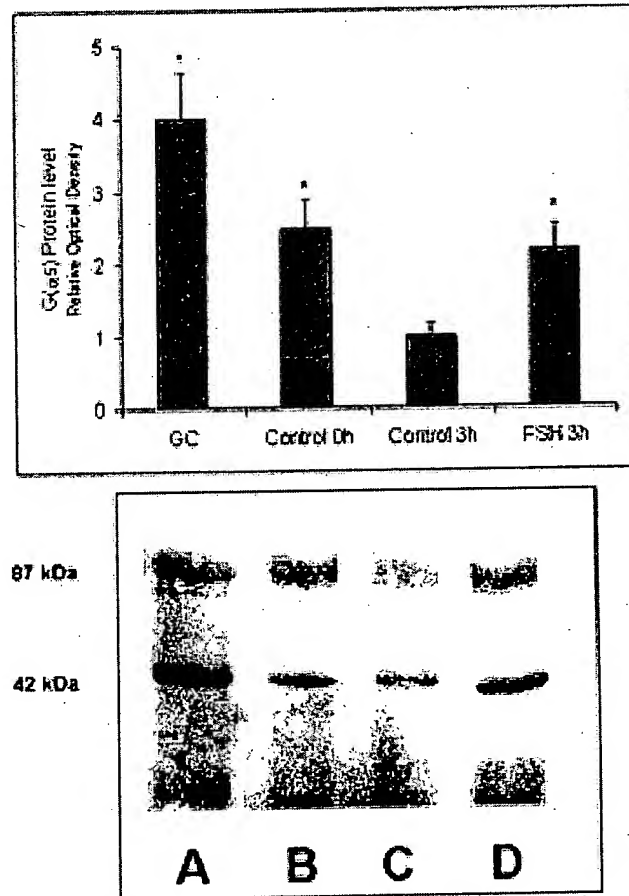 5
4
3
2
1
0
G(α5) Protein level
Relative Optical Density
* * *
GC Control 0h Control 3h FSH 3h
87 kDa
42 kDa
A B C D